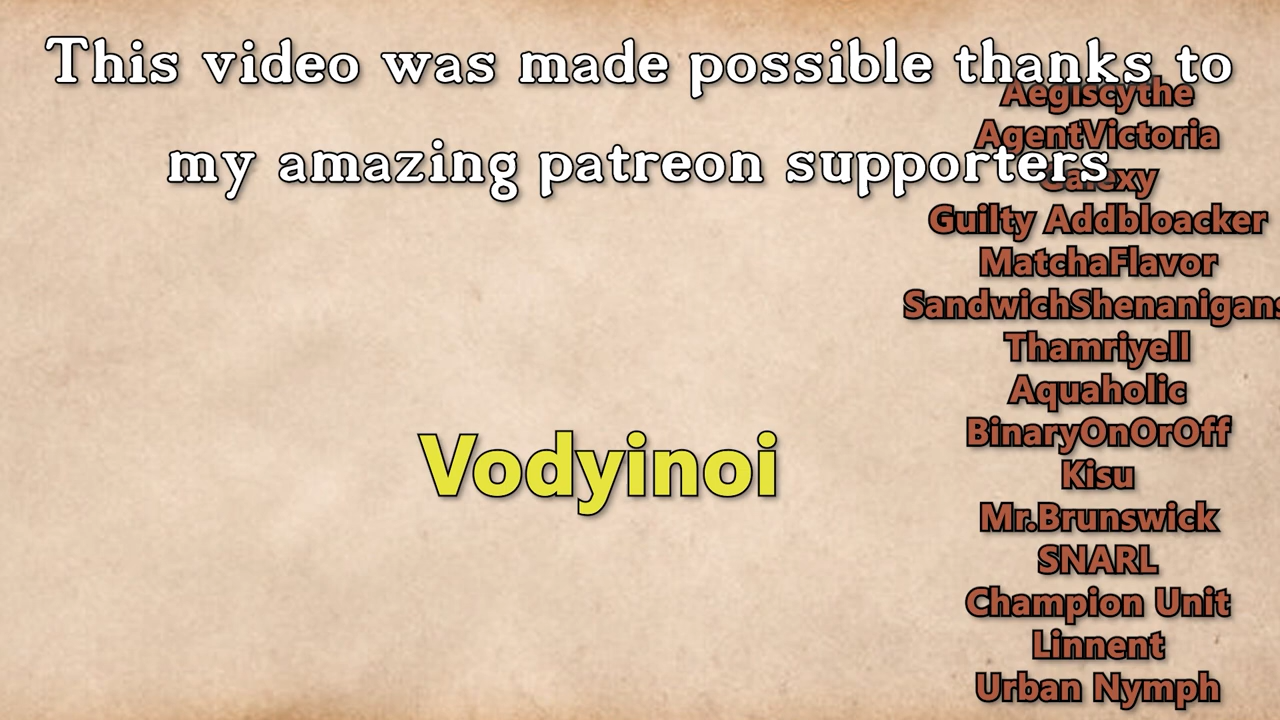 This video was made possible thanks to
my amazing patreon supporters
Aegiscythe
AgentVictoria
Guilty Addbloacker
MatchaFlavor
SandwichShenanigans
Thamriyell
Aquaholic
BinaryOnOrOff
Kisu
Mr.Brunswick
SNARL
Champion Unit
Linnent
Urban Nymph
Vodyinoi